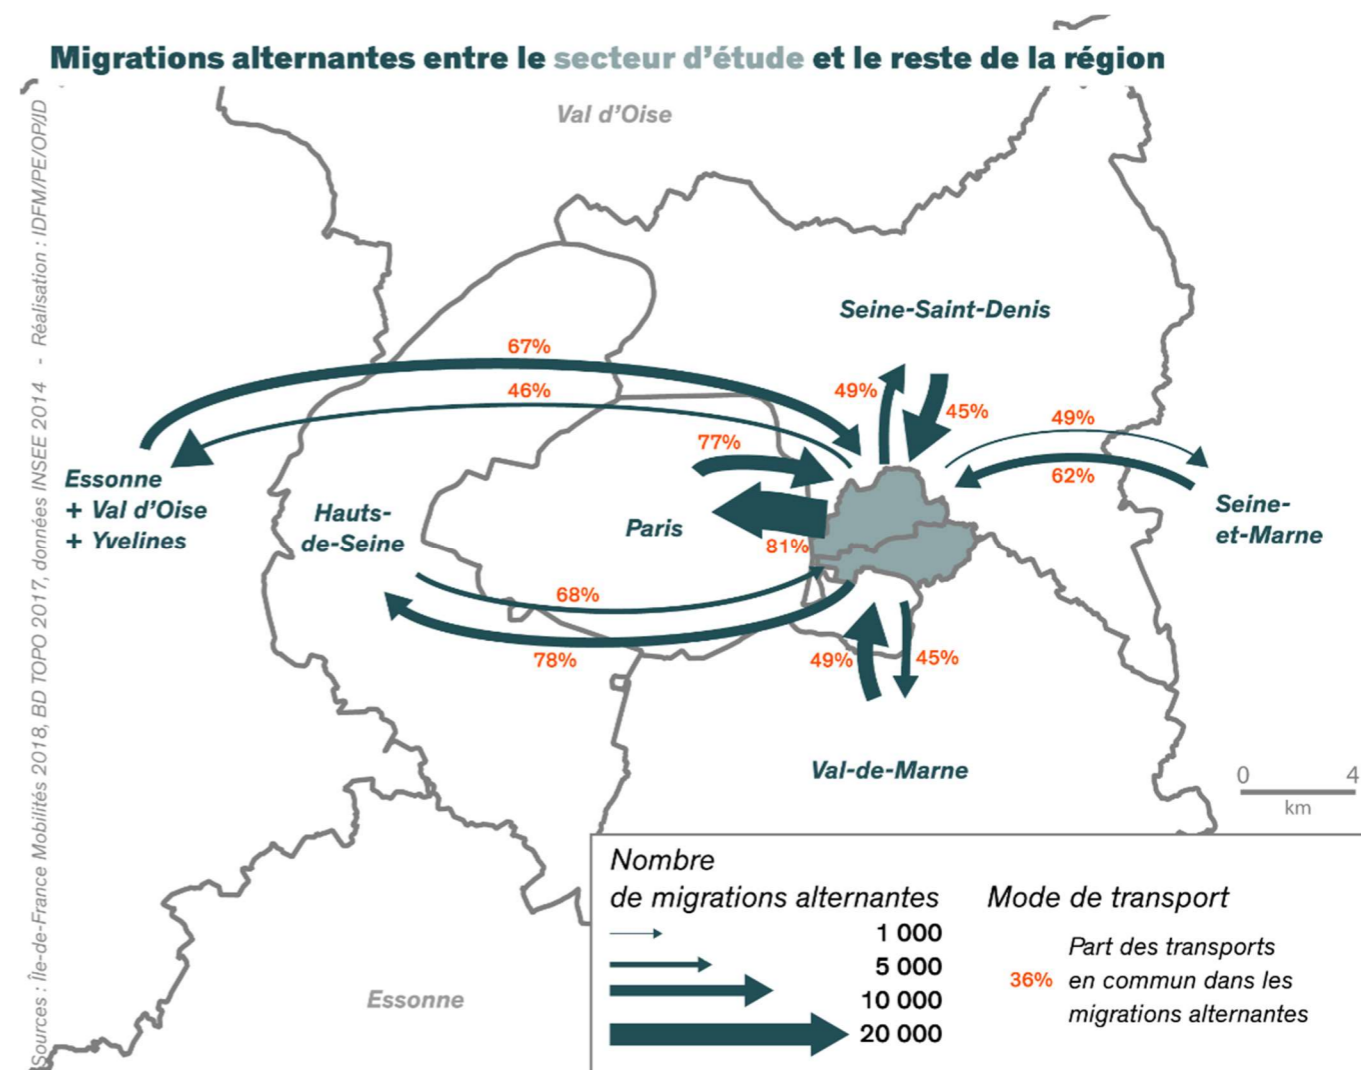 Migrations alternantes entre le secteur d'étude et le reste de la région
Sources : Île-de-France Mobilités 2018, BD TOPO 2017, données INSEE 2014 - Réalisation : IDFM/PE/OP/JD
Val d'Oise
Seine-Saint-Denis
67%
46%
49%
45%
49%
77%
62%
Essonne
+ Val d'Oise
+ Yvelines
Hauts-
de-Seine
Paris
81%
Seine-
et-Marne
68%
78%
49%
45%
Val-de-Marne
0 4
km
Essonne
Nombre
de migrations alternantes
1 000
5 000
10 000
20 000
Mode de transport
36%
Part des transports
en commun dans les
migrations alternantes